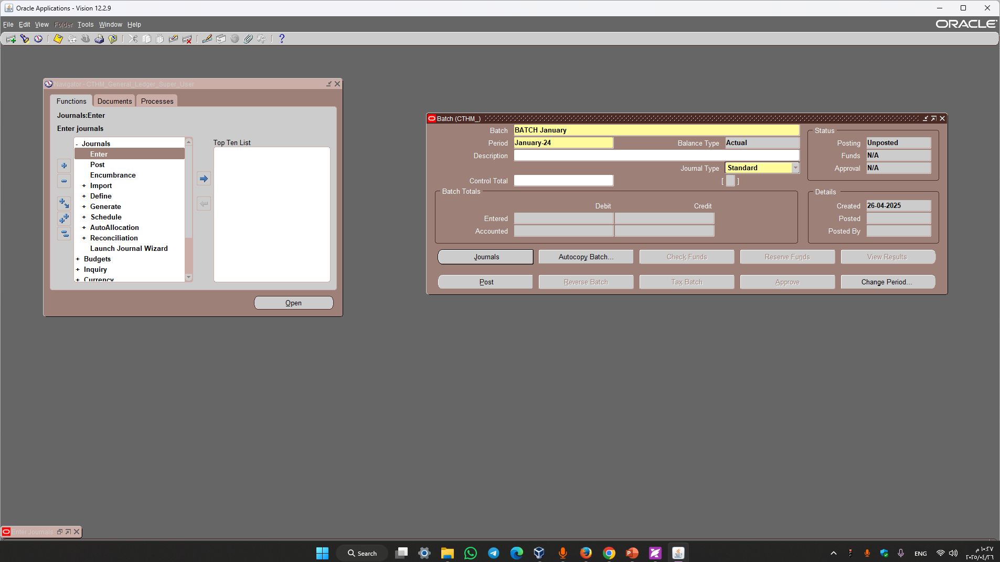 Oracle Applications - Vision 12.2.9
File Edit View Folder Tools Window Help
ORACLE
Navigator - CTHM_General_Ledger_Super_User
Functions Documents Processes
Journals:Enter
Enter journals
Top Ten List
- Journals
Enter
Post
Encumbrance
+ Import
+ Define
+ Generate
+ Schedule
+ AutoAllocation
+ Reconciliation
Launch Journal Wizard
+ Budgets
+ Inquiry
+ Currency
Open
Batch (CTHM_)
Batch BATCH January
Period January-24 Balance Type Actual
Description
Journal Type Standard
Control Total [ ]
Batch Totals
Debit Credit
Entered
Accounted
Status
Posting Unposted
Funds N/A
Approval N/A
Details
Created 26-04-2025
Posted
Posted By
Journals Autocopy Batch... Check Funds Reserve Funds View Results
Post Reverse Batch Tax Batch Approve Change Period...
Enter Journals
Search
ENG
١٠:٢٧ م
٢٠٢٥/٠٤/٢٦